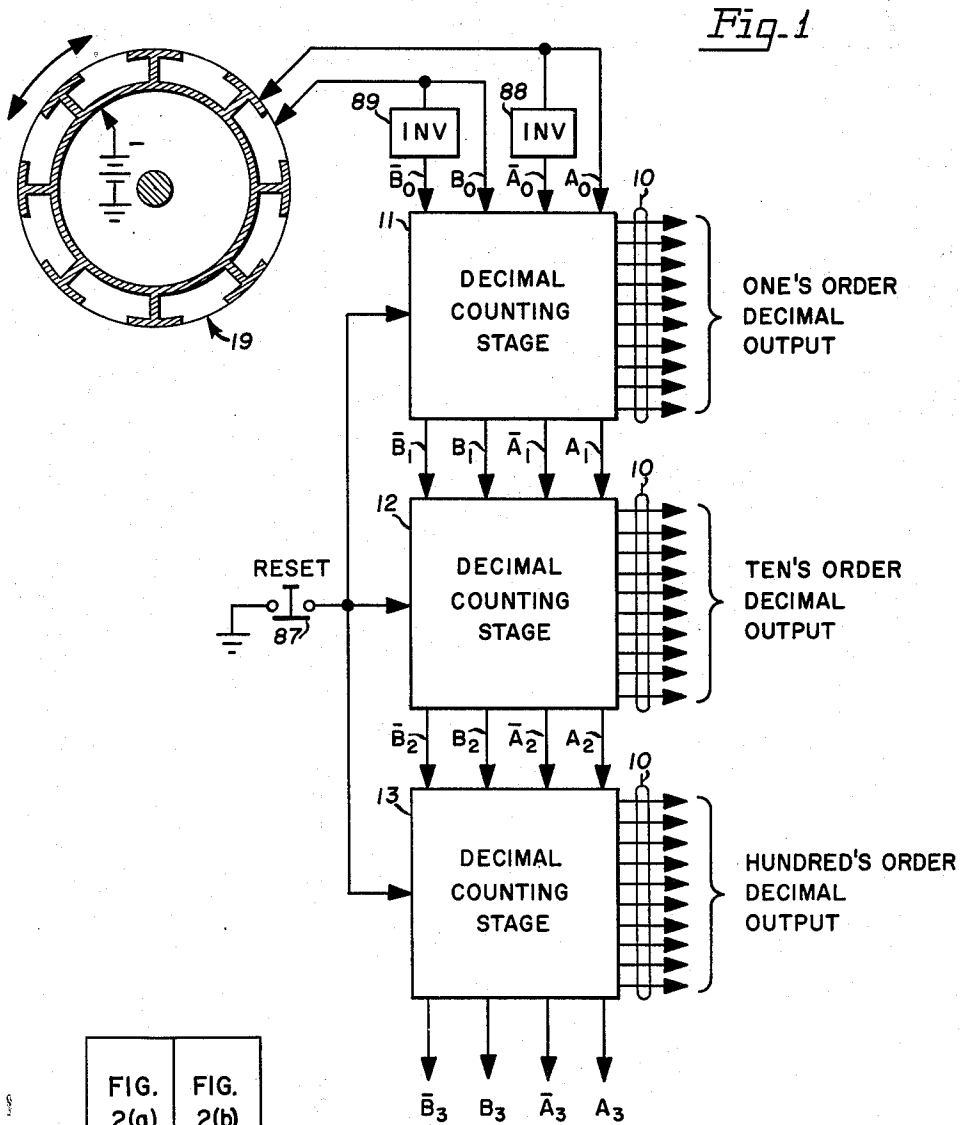 Fig. 1
89
88
INV
INV
B̄₀
B₀
Ā₀
A₀
10
11
DECIMAL
COUNTING
STAGE
ONE'S ORDER
DECIMAL
OUTPUT
19
B̄₁
B₁
Ā₁
A₁
10
12
DECIMAL
COUNTING
STAGE
TEN'S ORDER
DECIMAL
OUTPUT
RESET
87
B̄₂
B₂
Ā₂
A₂
10
13
DECIMAL
COUNTING
STAGE
HUNDRED'S ORDER
DECIMAL
OUTPUT
B̄₃
B₃
Ā₃
A₃
FIG.
2(a)
FIG.
2(b)